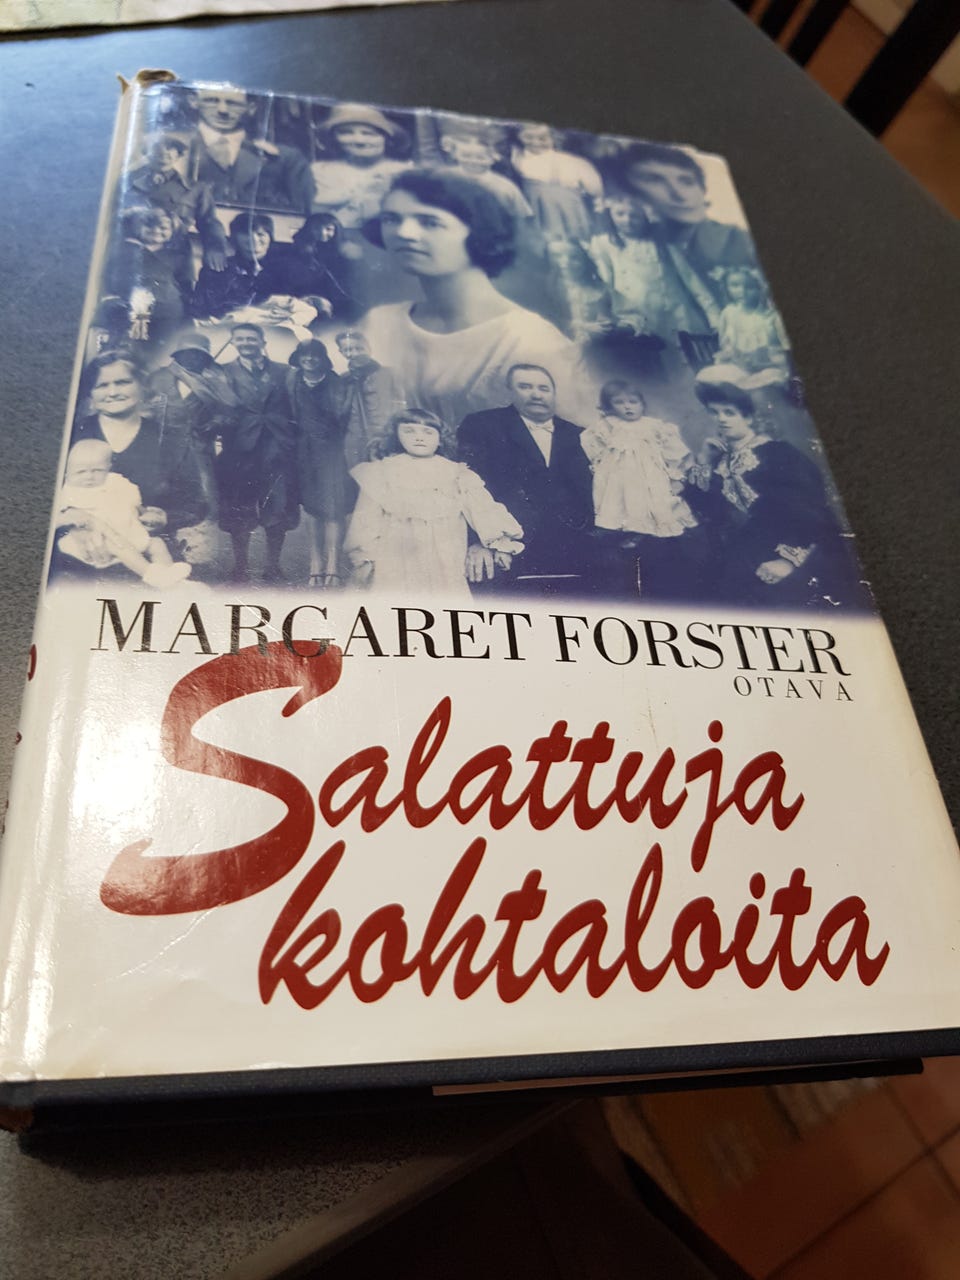 MARGARET FORSTER
OTAVA
Salattuja
kohtaloita